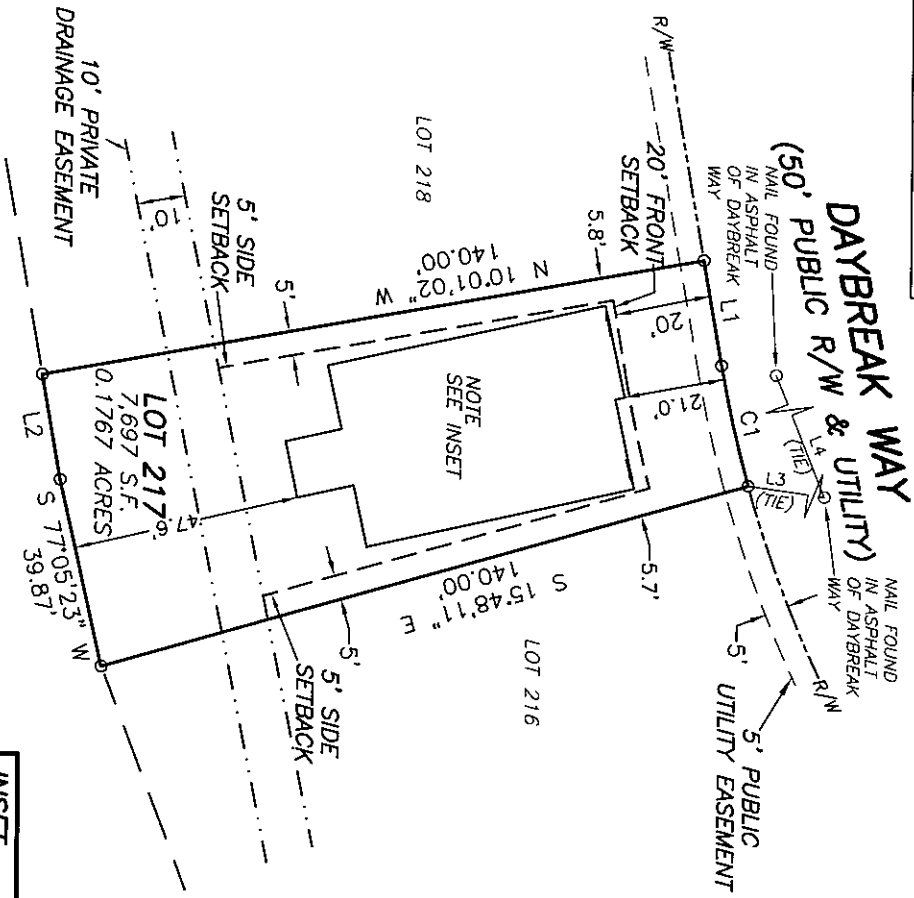 DAYBREAK WAY
(50' PUBLIC R/W & UTILITY)
NAIL FOUND
IN ASPHALT
OF DAYBREAK
WAY
NAIL FOUND
IN ASPHALT
OF DAYBREAK
WAY
R/W
R/W
L4
(TIE)
L3
(TIE)
L1
C1
20'
21.0'
20' FRONT
SETBACK
5.8'
5.7'
5'
5' PUBLIC
UTILITY EASEMENT
LOT 218
LOT 216
N 10°01'02" W
140.00'
S 15°48'11" E
140.00'
NOTE
SEE INSET
5'
5' SIDE
SETBACK
5'
5' SIDE
SETBACK
10'
10' PRIVATE
DRAINAGE EASEMENT
LOT 217
7,697 S.F.
0.1767 ACRES
47.6'
L2
S 77°05'23" W
39.87'
INSET